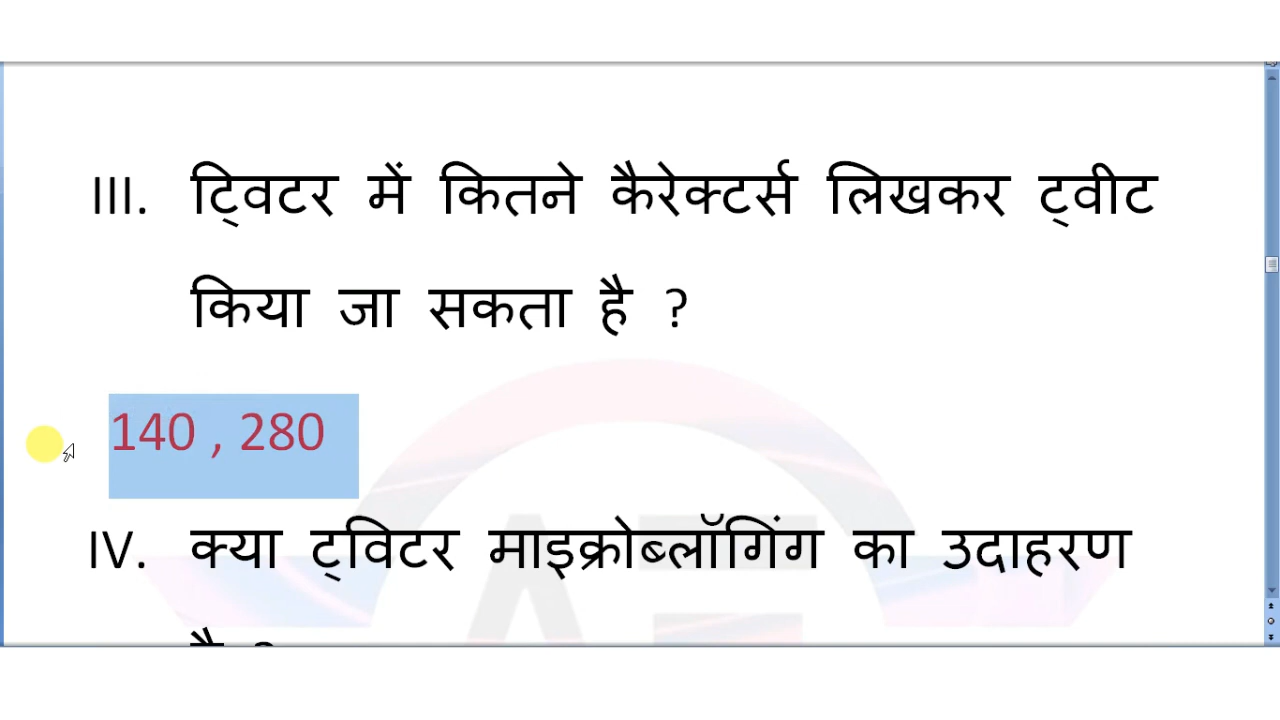 III. ट्विटर में कितने कैरेक्टर्स लिखकर ट्वीट
किया जा सकता है ?
140 , 280
IV. क्या ट्विटर माइक्रोब्लॉगिंग का उदाहरण